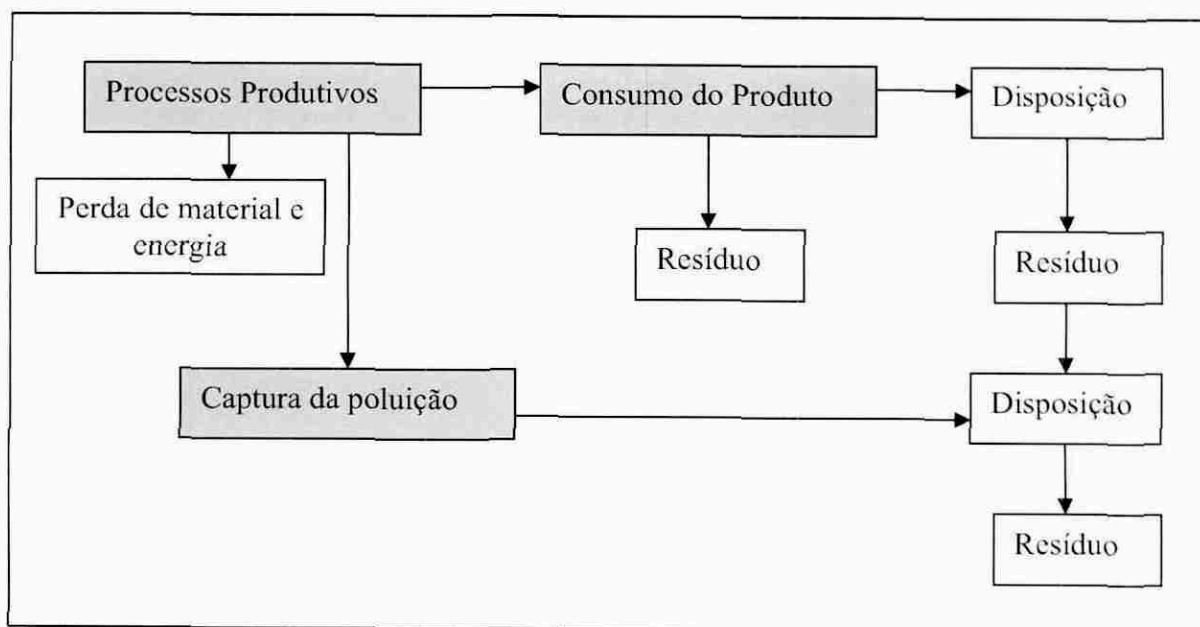 Processos Produtivos
Consumo do Produto
Disposição
Perda de material e
energia
Resíduo
Resíduo
Captura da poluição
Disposição
Resíduo